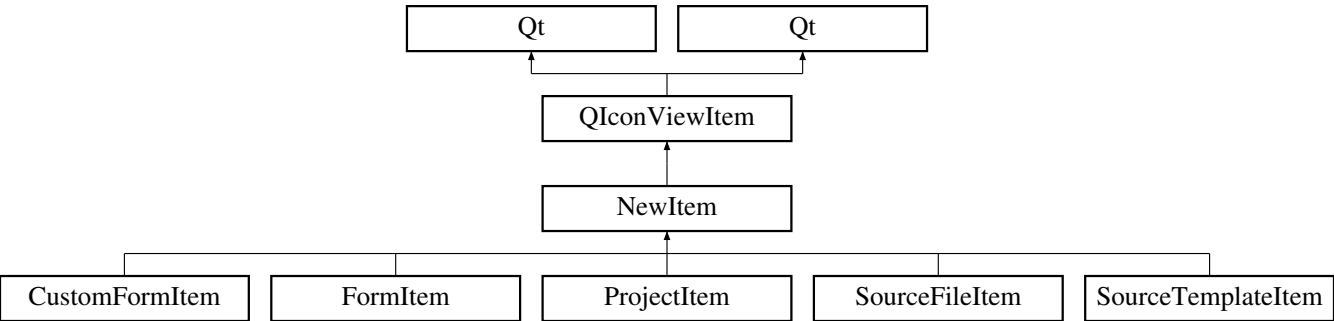 Qt Qt
QIconViewItem
NewItem
CustomFormItem FormItem ProjectItem SourceFileItem SourceTemplateItem